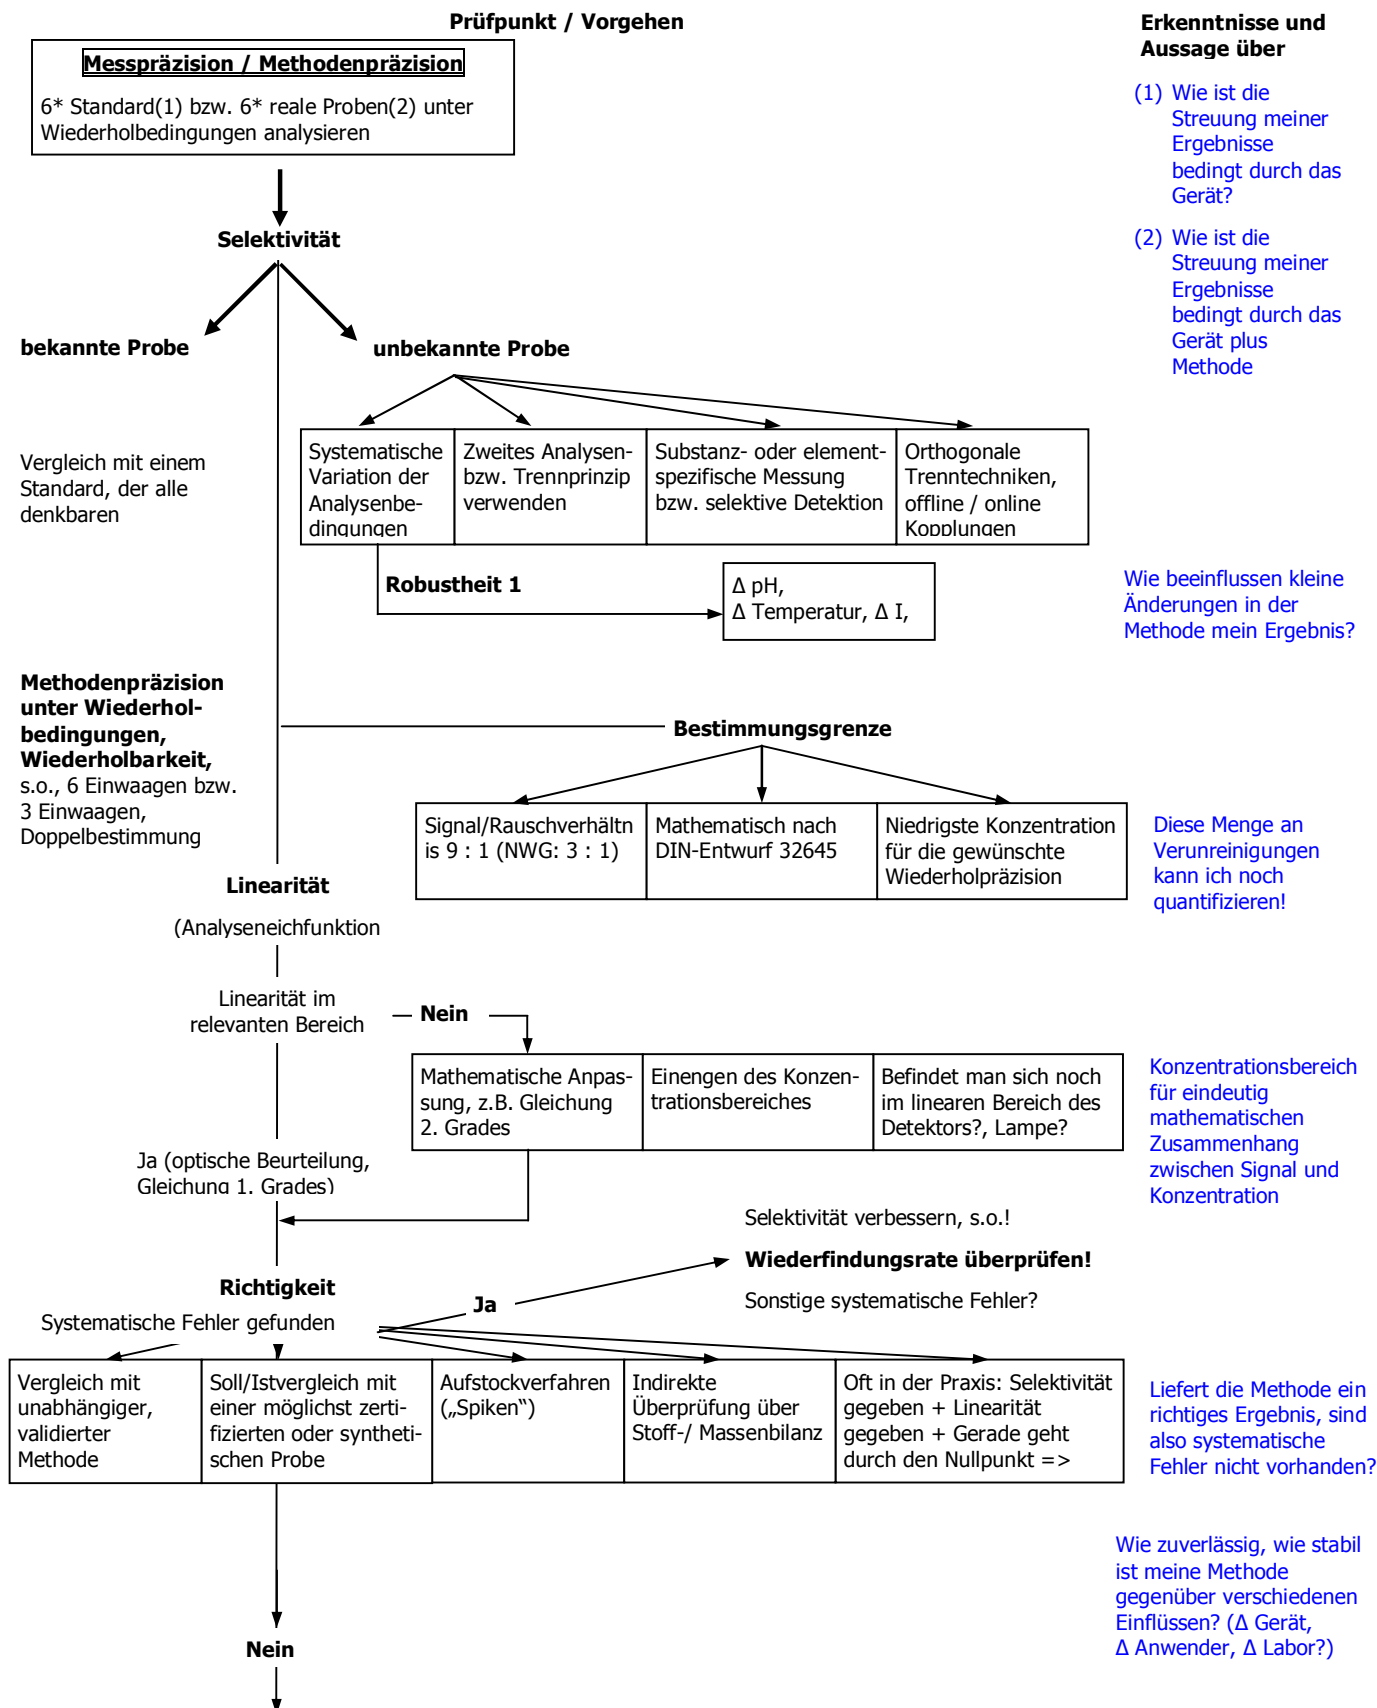 Prüfpunkt / Vorgehen
Erkenntnisse und
Aussage über
Messpräzision / Methodenpräzision
6* Standard(1) bzw. 6* reale Proben(2) unter
Wiederholbedingungen analysieren
(1) Wie ist die
Streuung meiner
Ergebnisse
bedingt durch das
Gerät?
(2) Wie ist die
Streuung meiner
Ergebnisse
bedingt durch das
Gerät plus
Methode
Selektivität
bekannte Probe
unbekannte Probe
Vergleich mit einem
Standard, der alle
denkbaren
Systematische
Variation der
Analysenbe-
dingungen
Zweites Analysen-
bzw. Trennprinzip
verwenden
Substanz- oder element-
spezifische Messung
bzw. selektive Detektion
Orthogonale
Trenntechniken,
offline / online
Kopplungen
Robustheit 1
Δ pH,
Δ Temperatur, Δ I,
Wie beeinflussen kleine
Änderungen in der
Methode mein Ergebnis?
Methodenpräzision
unter Wiederhol-
bedingungen,
Wiederholbarkeit,
s.o., 6 Einwaagen bzw.
3 Einwaagen,
Doppelbestimmung
Bestimmungsgrenze
Signal/Rauschverhältn
is 9 : 1 (NWG: 3 : 1)
Mathematisch nach
DIN-Entwurf 32645
Niedrigste Konzentration
für die gewünschte
Wiederholpräzision
Diese Menge an
Verunreinigungen
kann ich noch
quantifizieren!
Linearität
(Analyseneichfunktion
Linearität im
relevanten Bereich
Nein
Mathematische Anpas-
sung, z.B. Gleichung
2. Grades
Einengen des Konzen-
trationsbereiches
Befindet man sich noch
im linearen Bereich des
Detektors?, Lampe?
Konzentrationsbereich
für eindeutig
mathematischen
Zusammenhang
zwischen Signal und
Konzentration
Ja (optische Beurteilung,
Gleichung 1. Grades)
Selektivität verbessern, s.o.!
Wiederfindungsrate überprüfen!
Sonstige systematische Fehler?
Richtigkeit
Ja
Systematische Fehler gefunden
Vergleich mit
unabhängiger,
validierter
Methode
Soll/Istvergleich mit
einer möglichst zerti-
fizierten oder syntheti-
schen Probe
Aufstockverfahren
(„Spiken“)
Indirekte
Überprüfung über
Stoff-/ Massenbilanz
Oft in der Praxis: Selektivität
gegeben + Linearität
gegeben + Gerade geht
durch den Nullpunkt =>
Liefert die Methode ein
richtiges Ergebnis, sind
also systematische
Fehler nicht vorhanden?
Wie zuverlässig, wie stabil
ist meine Methode
gegenüber verschiedenen
Einflüssen? (Δ Gerät,
Δ Anwender, Δ Labor?)
Nein